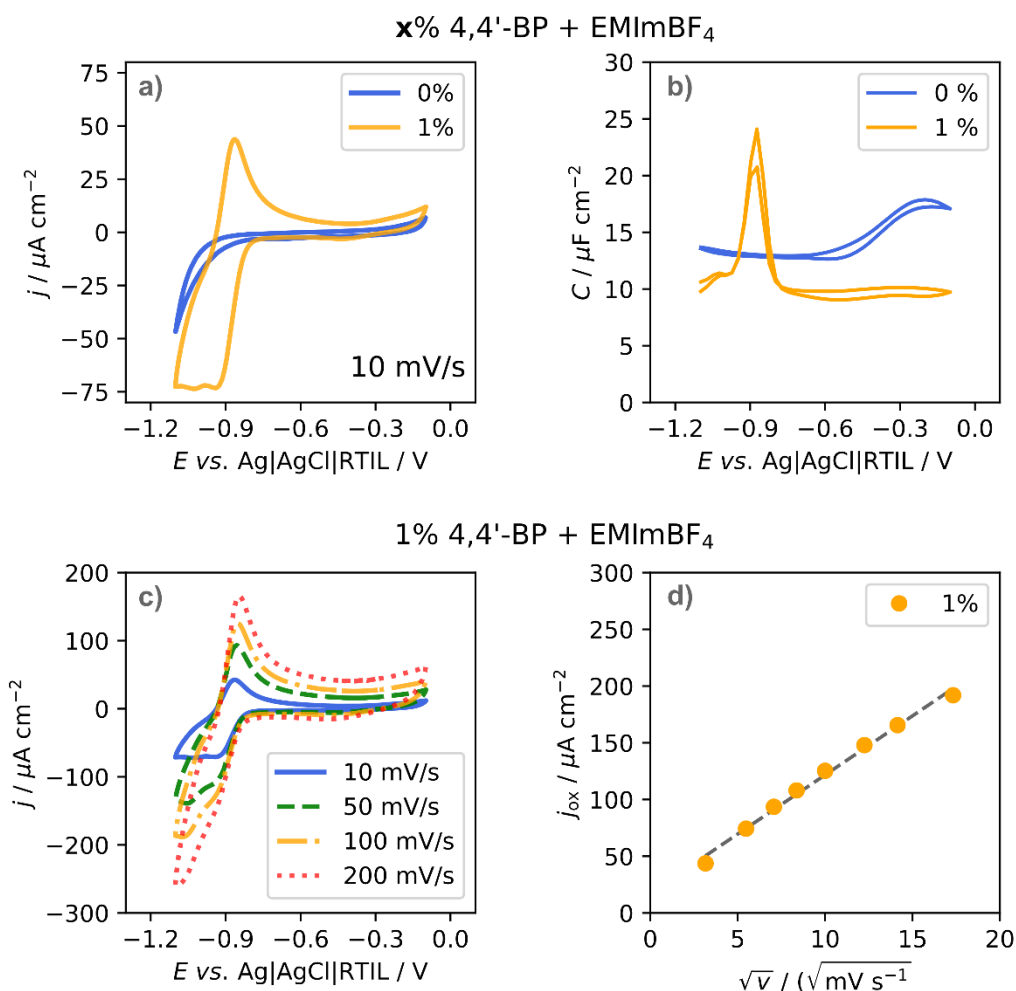 x% 4,4'-BP + EMImBF₄
a)
0%
1%
10 mV/s
75
50
25
0
−25
−50
−75
j / μA cm⁻²
−1.2 −0.9 −0.6 −0.3 0.0
E vs. Ag|AgCl|RTIL / V
b)
0 %
1 %
30
25
20
15
10
5
0
C / μF cm⁻²
−1.2 −0.9 −0.6 −0.3 0.0
E vs. Ag|AgCl|RTIL / V
1% 4,4'-BP + EMImBF₄
c)
10 mV/s
50 mV/s
100 mV/s
200 mV/s
200
100
0
−100
−200
−300
j / μA cm⁻²
−1.2 −0.9 −0.6 −0.3 0.0
E vs. Ag|AgCl|RTIL / V
d)
1%
300
250
200
150
100
50
0
jₒₓ / μA cm⁻²
0 5 10 15 20
√v / (√mV s⁻¹